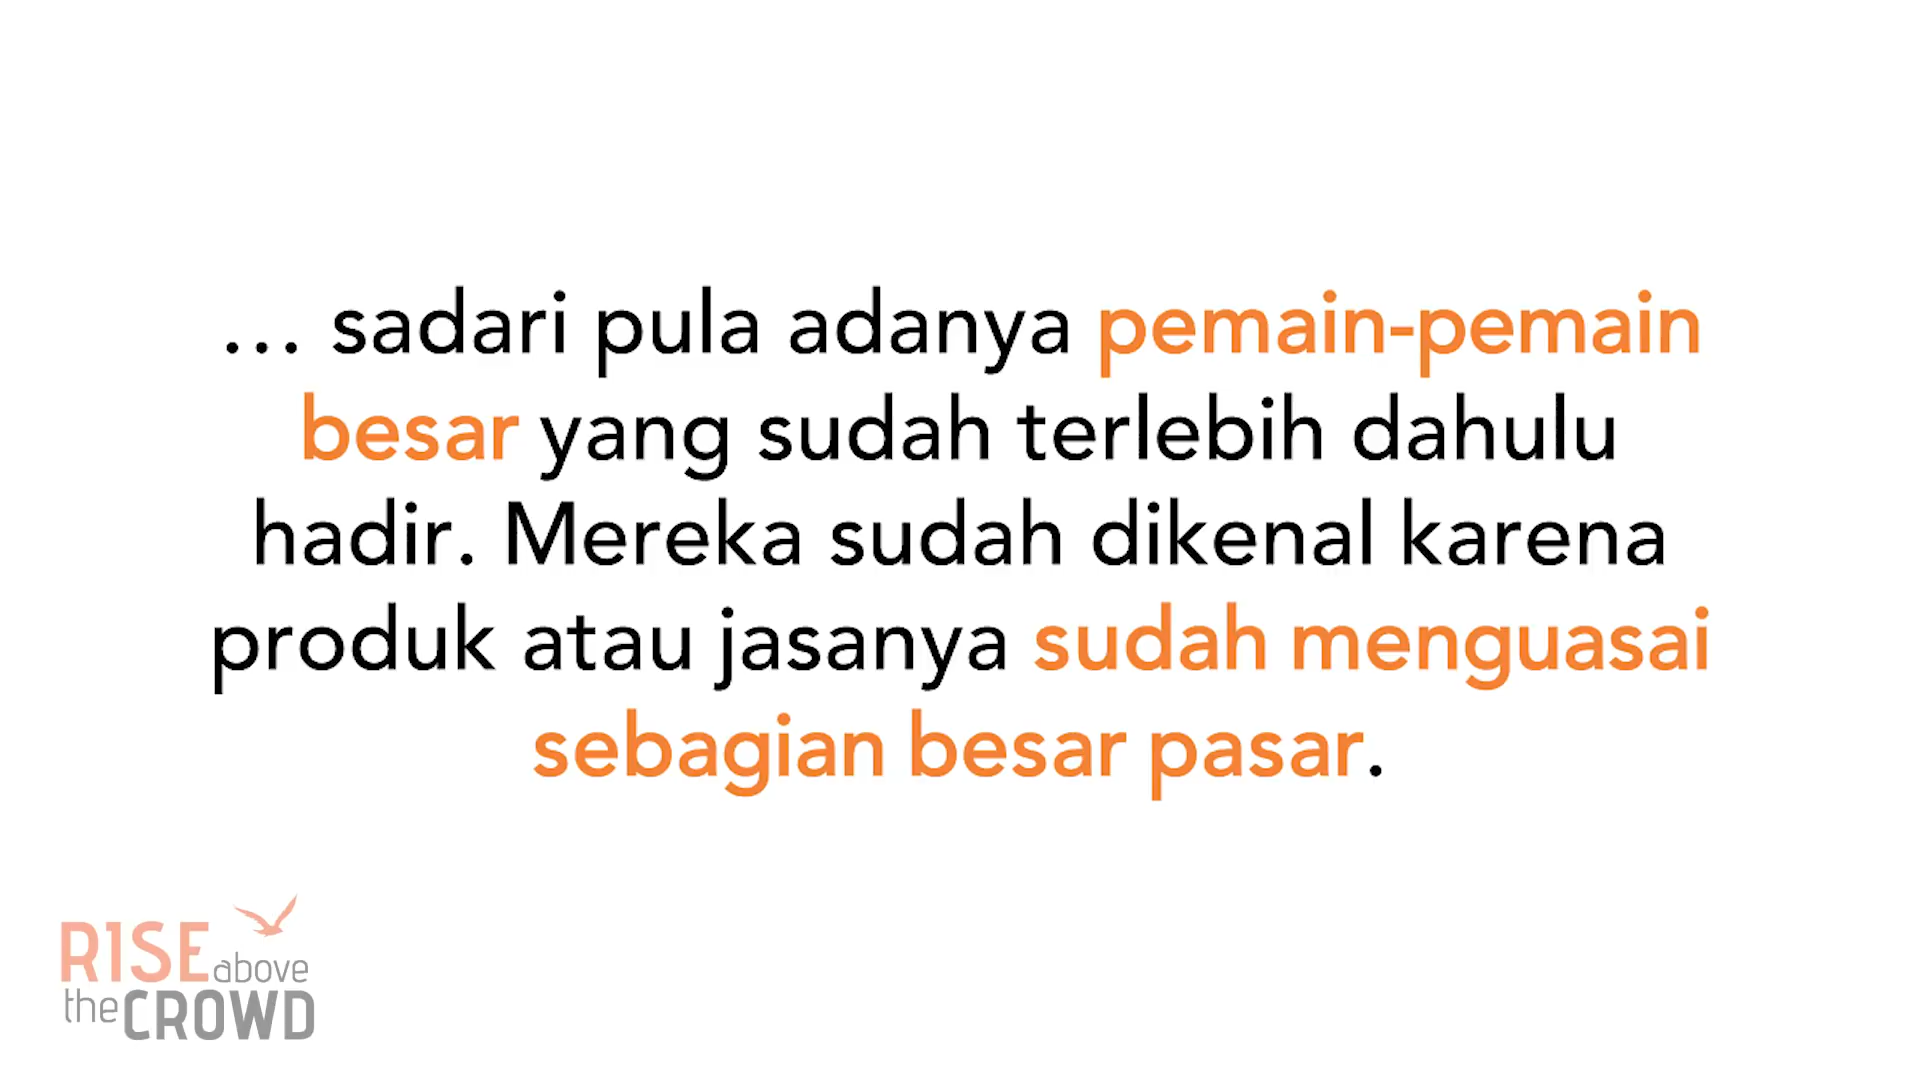 ... sadari pula adanya pemain-pemain
besar yang sudah terlebih dahulu
hadir. Mereka sudah dikenal karena
produk atau jasanya sudah menguasai
sebagian besar pasar.
RISE above
the CROWD